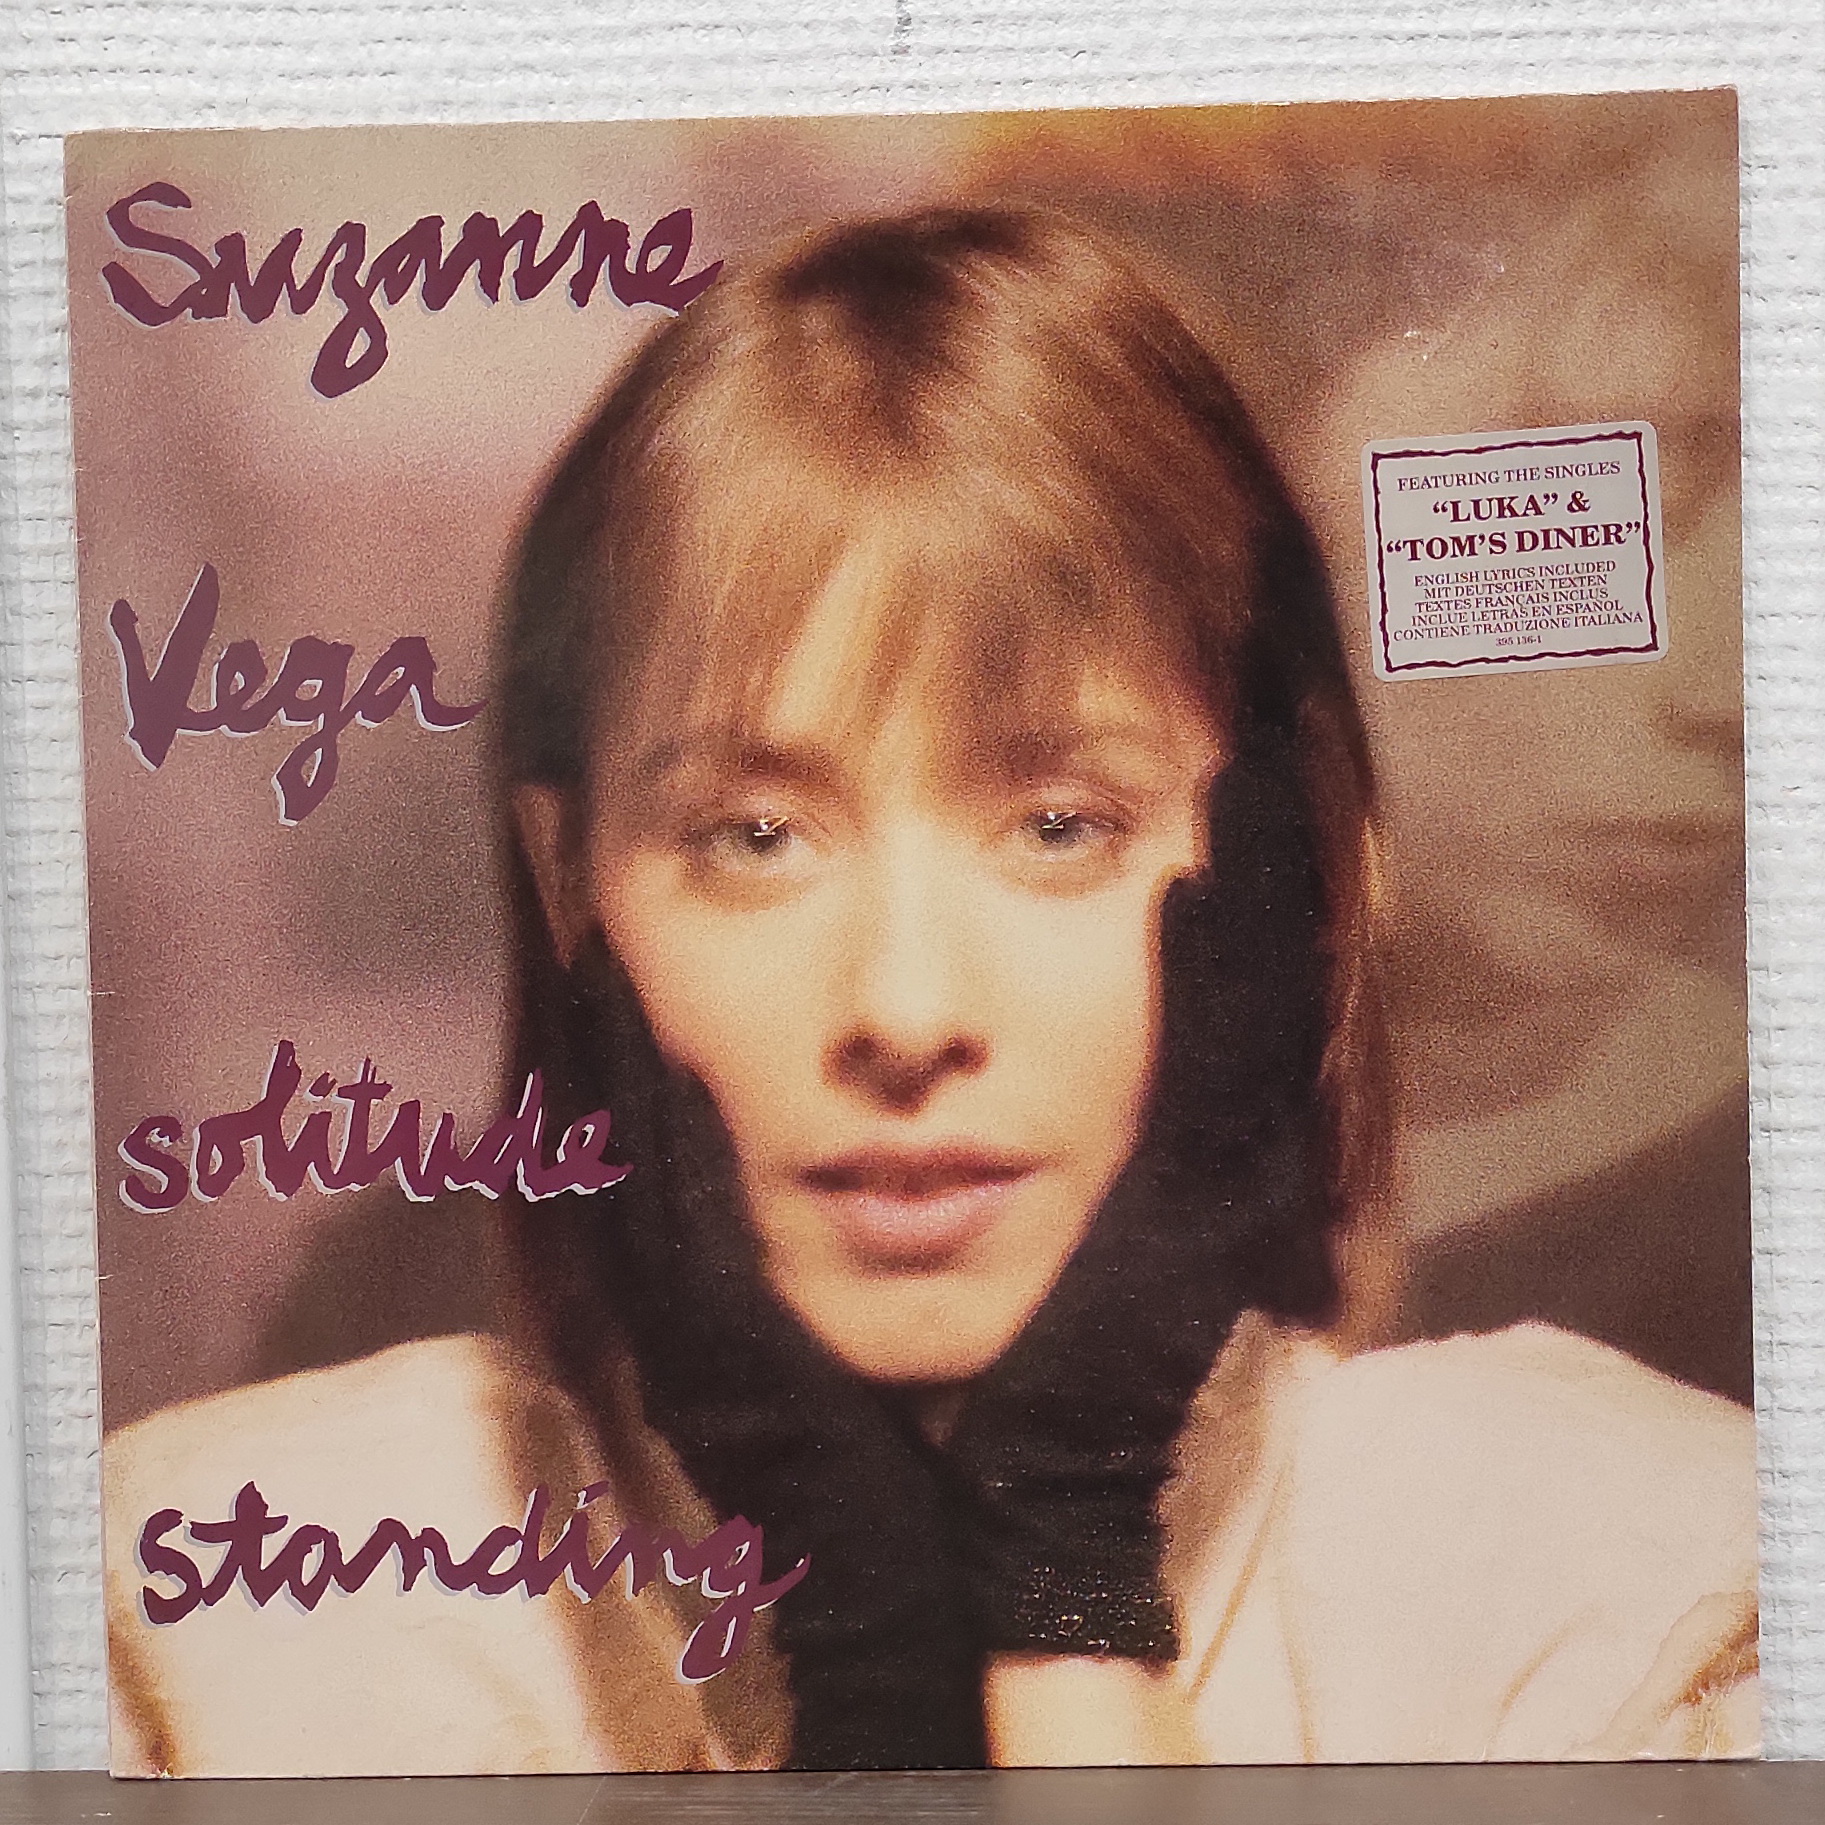 Suzanne
Vega
solitude
standing
FEATURING THE SINGLES
“LUKA” &
“TOM’S DINER”
ENGLISH LYRICS INCLUDED
MIT DEUTSCHEN TEXTEN
TEXTES FRANÇAIS INCLUS
INCLUE LETRAS EN ESPAÑOL
CONTIENE TRADUZIONE ITALIANA
395 136-1